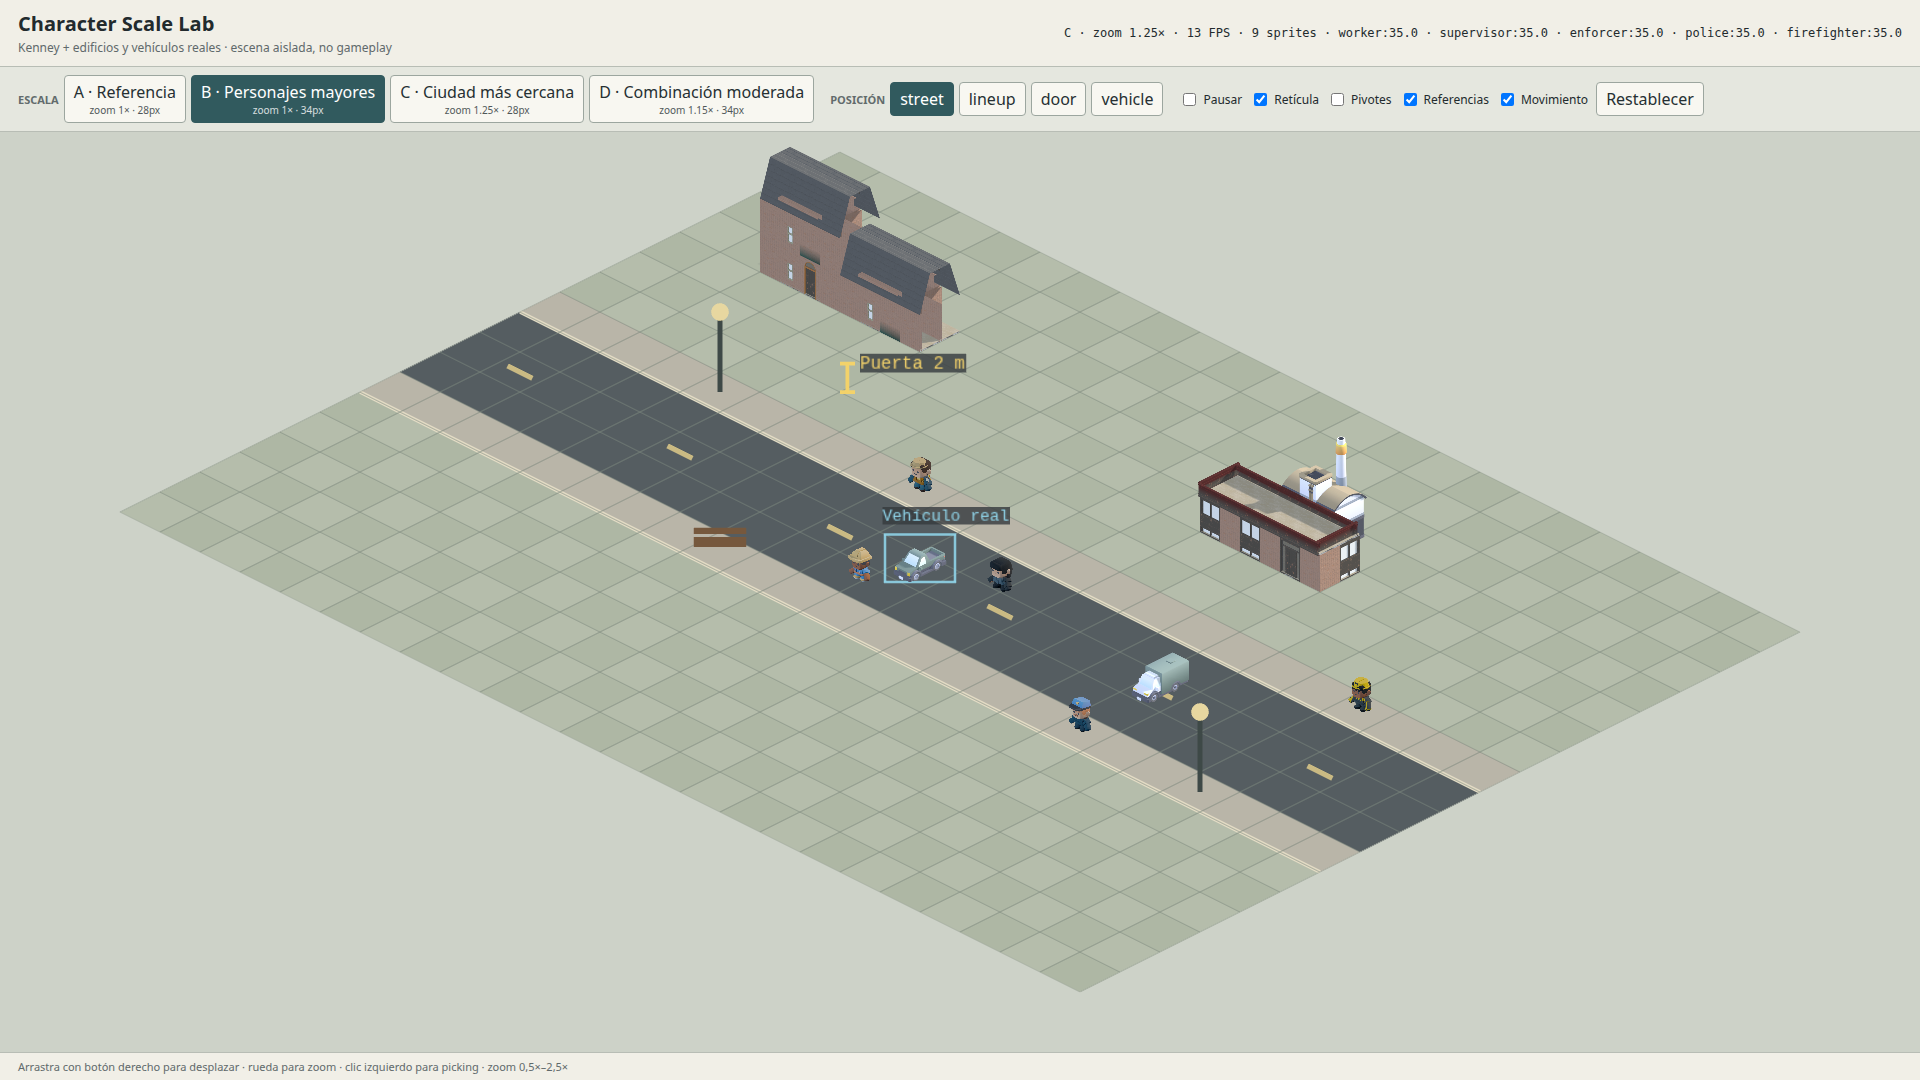 Character Scale Lab
Kenney + edificios y vehículos reales · escena aislada, no gameplay
C · zoom 1.25× · 13 FPS · 9 sprites · worker:35.0 · supervisor:35.0 · enforcer:35.0 · police:35.0 · firefighter:35.0
ESCALA
A · Referencia
zoom 1× · 28px
B · Personajes mayores
zoom 1× · 34px
C · Ciudad más cercana
zoom 1.25× · 28px
D · Combinación moderada
zoom 1.15× · 34px
POSICIÓN
street
lineup
door
vehicle
Pausar
Retícula
Pivotes
Referencias
Movimiento
Restablecer
Puerta 2 m
Vehículo real
Arrastra con botón derecho para desplazar · rueda para zoom · clic izquierdo para picking · zoom 0,5×–2,5×